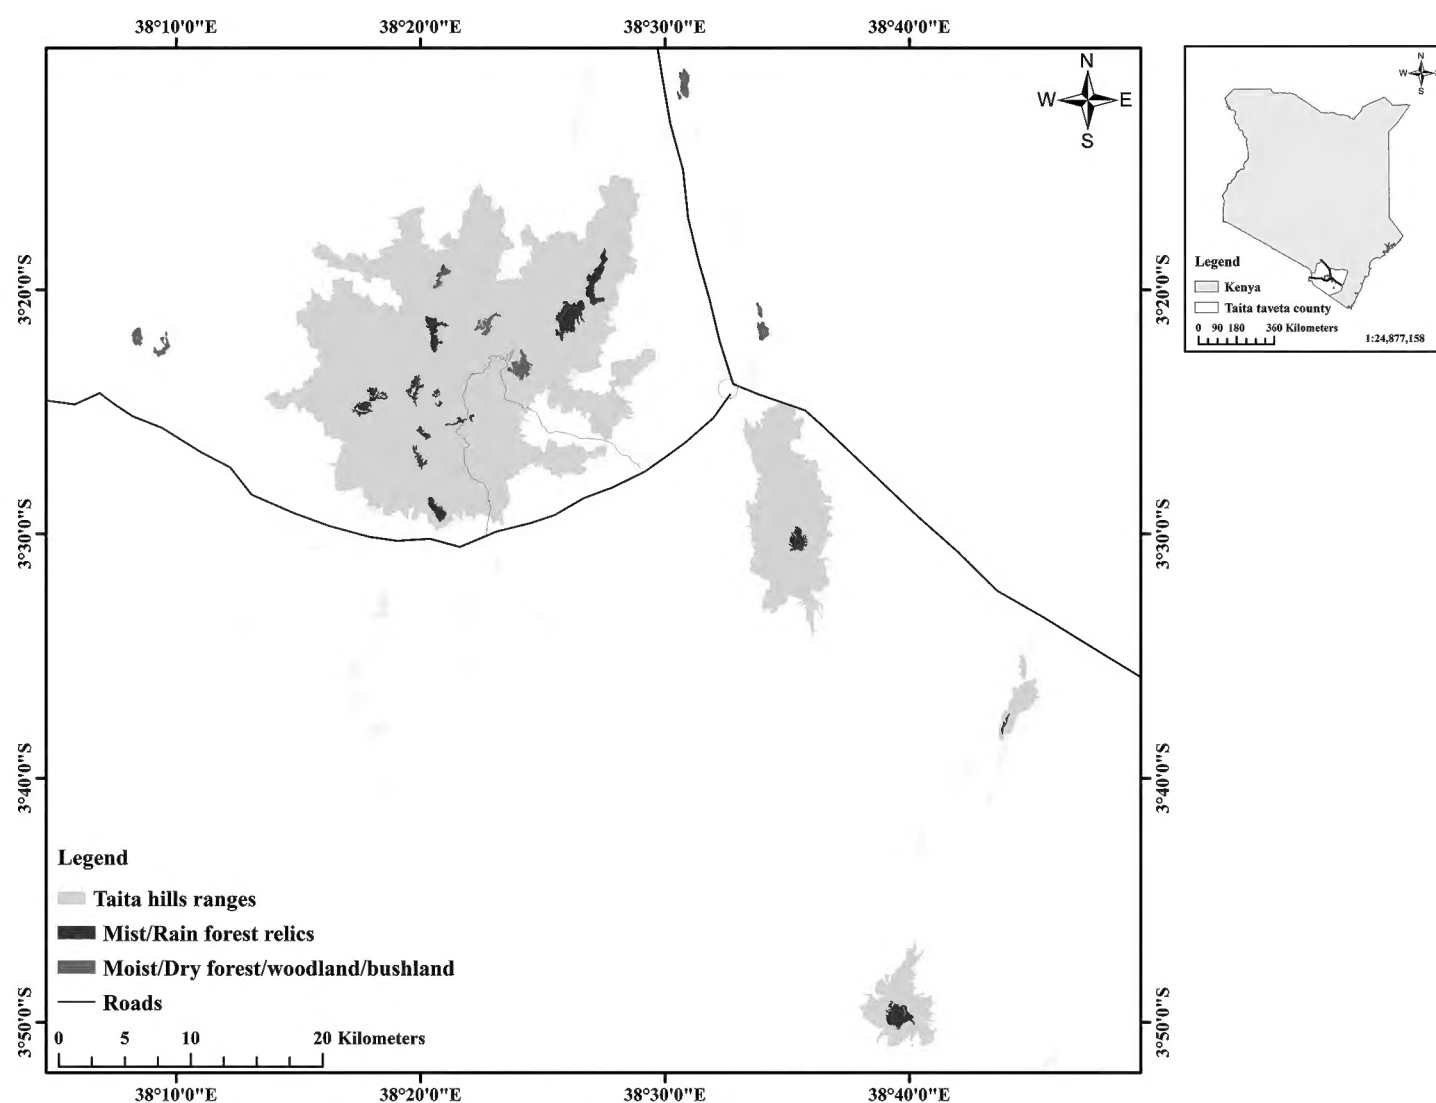 38°10'0"E 38°20'0"E 38°30'0"E 38°40'0"E
N
W E
S
3°20'0"S
3°30'0"S
3°40'0"S
3°50'0"S
3°20'0"S
3°30'0"S
3°40'0"S
3°50'0"S
Legend
Taita hills ranges
Mist/Rain forest relics
Moist/Dry forest/woodland/bushland
Roads
0 5 10 20 Kilometers
38°10'0"E 38°20'0"E 38°30'0"E 38°40'0"E
N
W
S
Legend
Kenya
Taita taveta county
0 90 180 360 Kilometers
1:24,877,158